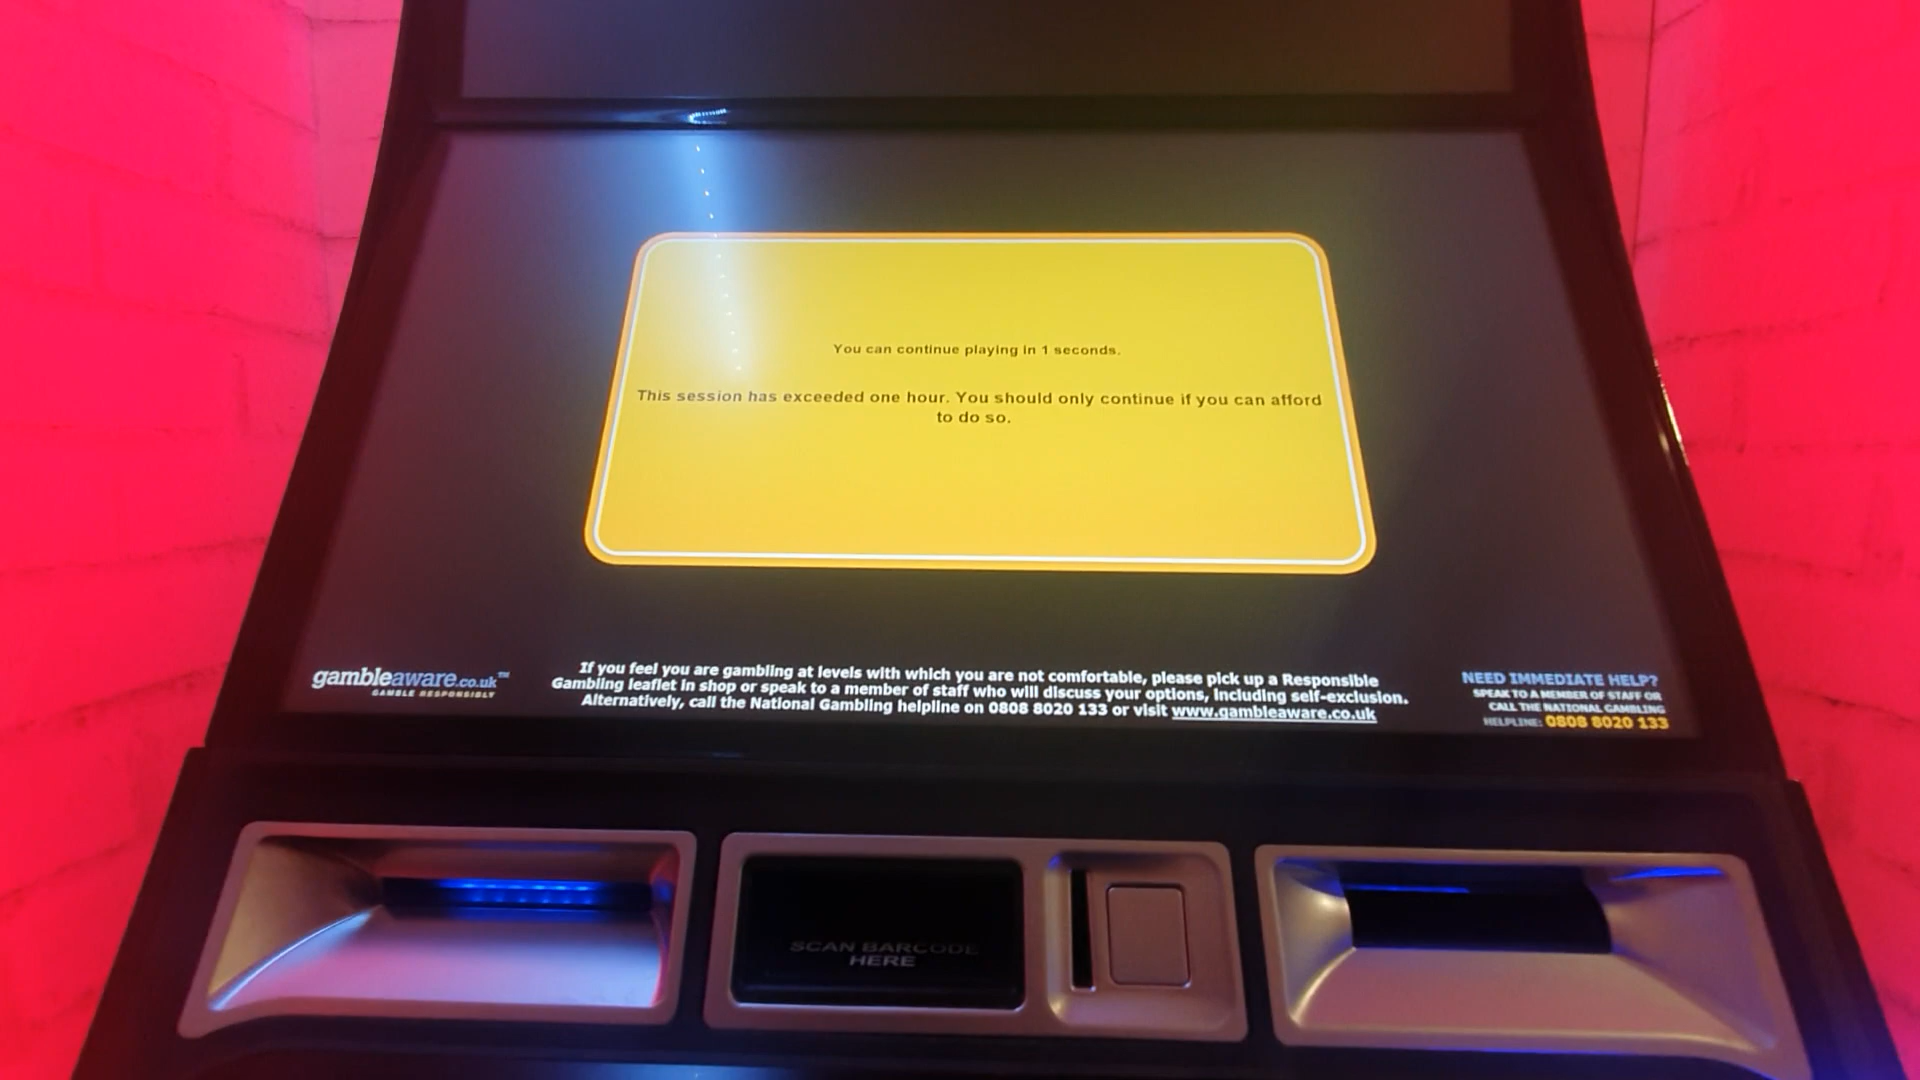 You can continue playing in 1 seconds.
This session has exceeded one hour. You should only continue if you can afford
to do so.
gambleaware.co.uk™
GAMBLE RESPONSIBLY
If you feel you are gambling at levels with which you are not comfortable, please pick up a Responsible
Gambling leaflet in shop or speak to a member of staff who will discuss your options, including self-exclusion.
Alternatively, call the National Gambling helpline on 0808 8020 133 or visit www.gambleaware.co.uk
NEED IMMEDIATE HELP?
SPEAK TO A MEMBER OF STAFF OR
CALL THE NATIONAL GAMBLING
HELPLINE: 0808 8020 133
SCAN BARCODE
HERE